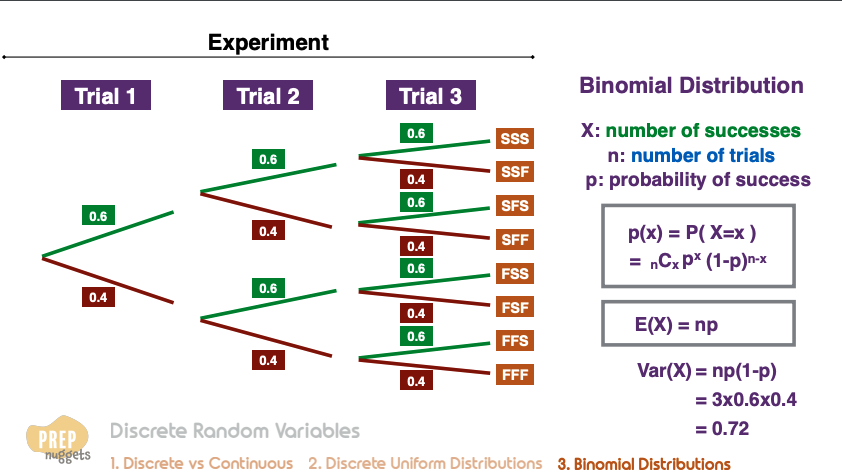 Experiment
Trial 1
Trial 2
Trial 3
0.6
0.4
0.6
0.4
0.6
0.4
0.6
0.4
0.6
0.4
0.6
0.4
0.6
0.4
SSS
SSF
SFS
SFF
FSS
FSF
FFS
FFF
Binomial Distribution
X: number of successes
n: number of trials
p: probability of success
p(x) = P( X=x )
= ₙCₓ pˣ (1-p)ⁿ⁻ˣ
E(X) = np
Var(X) = np(1-p)
= 3x0.6x0.4
= 0.72
PREP
nuggets
Discrete Random Variables
1. Discrete vs Continuous 2. Discrete Uniform Distributions 3. Binomial Distributions